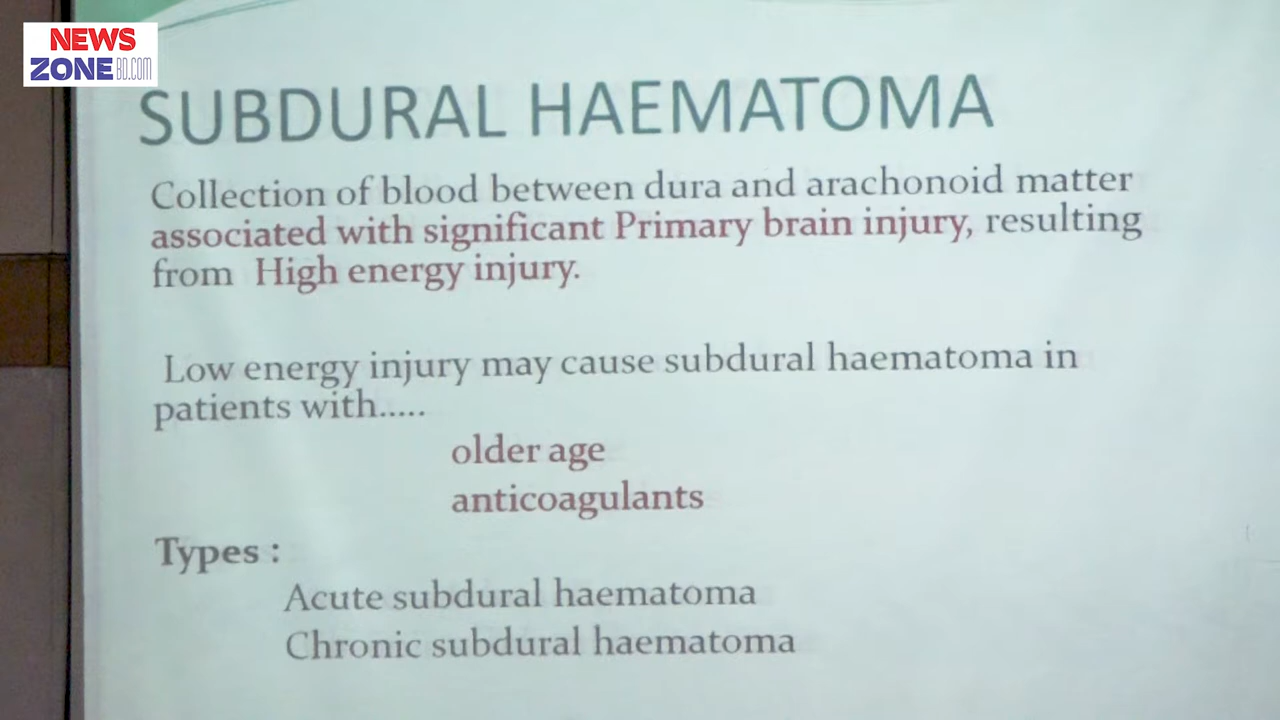 NEWS
ZONEBD.COM
SUBDURAL HAEMATOMA
Collection of blood between dura and arachonoid matter
associated with significant Primary brain injury, resulting
from High energy injury.
Low energy injury may cause subdural haematoma in
patients with.....
older age
anticoagulants
Types :
Acute subdural haematoma
Chronic subdural haematoma